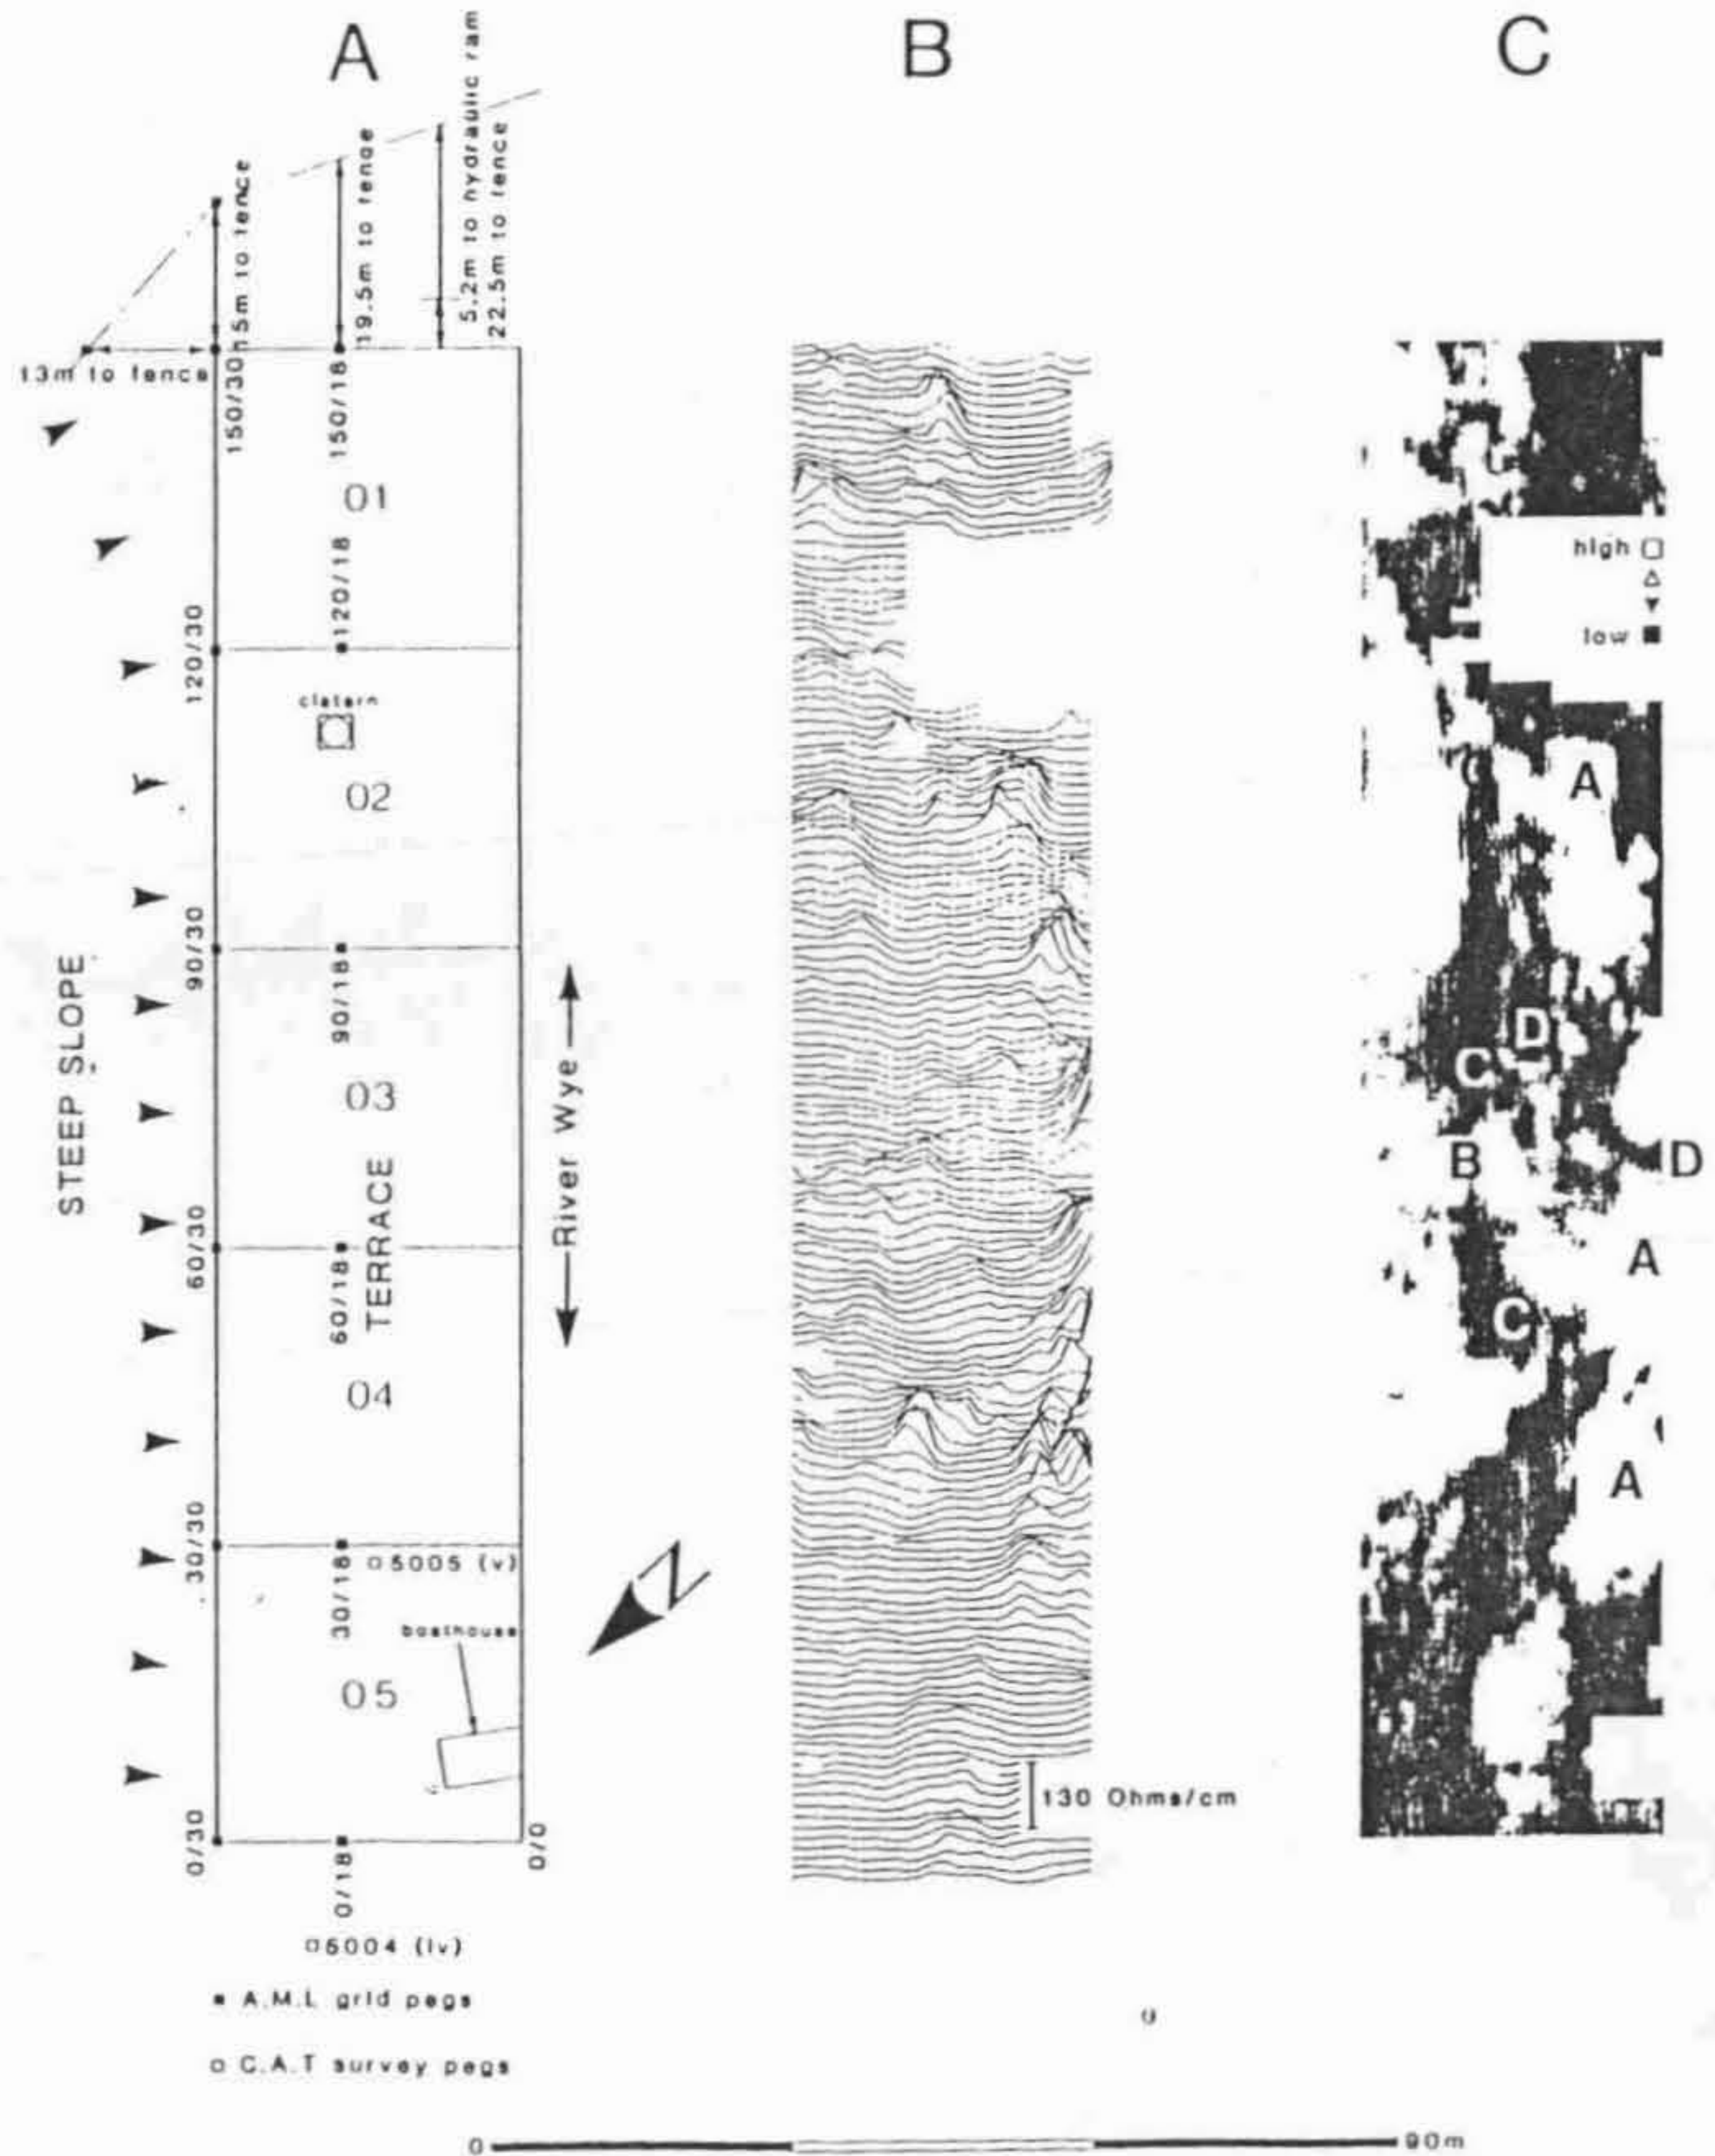 A
B
C
15m to fence
19.5m to fence
5.2m to hydraulic ram
22.5m to fence
13m to fence
150/30
150/18
01
120/18
120/30
cistern
02
90/30
90/18
03
STEEP SLOPE
TERRACE
River Wye
60/30
60/18
04
30/30
30/18
5005 (v)
boathouse
05
0/30
0/18
0/0
N
5004 (iv)
A.M.L grid pegs
C.A.T survey pegs
130 Ohms/cm
high
low
A
D
C
B
D
A
C
A
0
90m